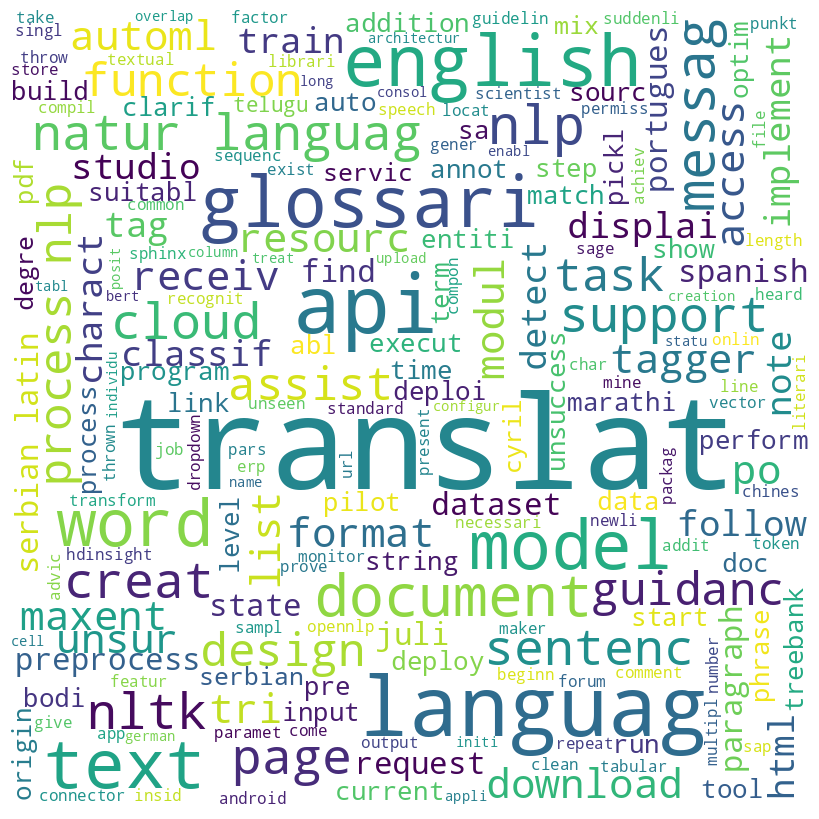 take
overlap
factor
guidelin
suddenli
punkt
singl
automl
train
addition
architectur
mix
throw
textual
librari
english
portugues
optim
store
function
long
consol
scientist
permiss
build
compil
clarif
telugu
auto
speech
locat
sourc
messag
access
implement
file
natur languag
sequenc
gener
enabl
nlp
sa
pickl
pdf
studio
exist
servic
annot
step
achiev
suitabl
common
glossari
match
tag
resourc
entiti
displai
length
degre
process nlp
charact
sphinx
column
treat
upload
sage
show
tabl
posit
bert
receiv
find
api
term
compon
modul
detect
task
spanish
recognit
creation
heard
cloud
support
serbian latin
classif
abl
execut
char
statu
onlin
program
time
unsuccess
tagger
note
literari
process
thrown
individu
link
assist
deploi
mine
line
unseen
standard
configur
marathi
vector
translat
job
dropdown
erp
pars
name
url
present
cyril
packag
perform
po
transform
pilot
dataset
data
chines
word
level
list
format
necessari
newli
follow
hdinsight
monitor
prove
string
model
addit
doc
token
advic
creat
state
document
guidanc
maxent
start
cell
unsur
sampl
opennlp
juli
maker
sentenc
paragraph
phrase
treebank
preprocess
design
serbian
deploy
beginn
forum
comment
number
multipl
bodi
featur
pre
languag
origin
give
nltk
tri
input
paramet
come
output
initi
repeat
run
clean
tabular
html
sap
app
german
text
page
request
download
tool
connector
insid
android
current
appli